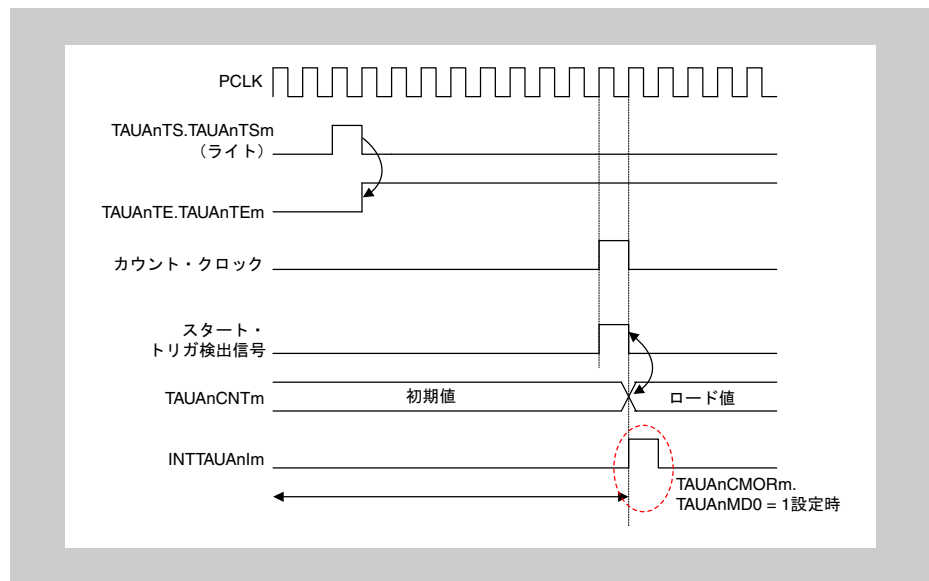 PCLK
TAUAnTS.TAUAnTSm
（ライト）
TAUAnTE.TAUAnTEm
カウント・クロック
スタート・
トリガ検出信号
TAUAnCNTm
初期値
ロード値
INTTAUAnIm
TAUAnCMORm.
TAUAnMD0 = 1設定時